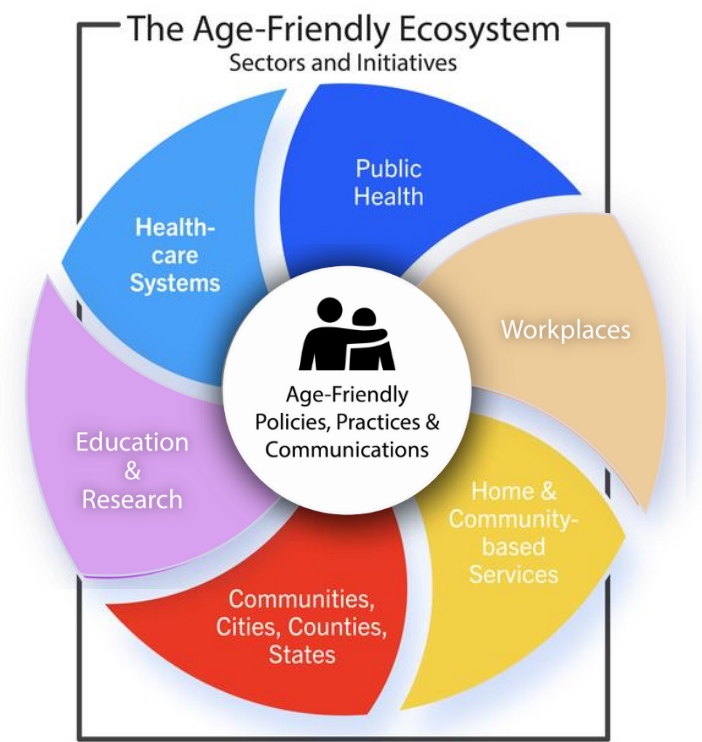 The Age-Friendly Ecosystem
Sectors and Initiatives
Public
Health
Health-
care
Systems
Workplaces
Age-Friendly
Policies, Practices &
Communications
Education
&
Research
Home &
Community-
based
Services
Communities,
Cities, Counties,
States